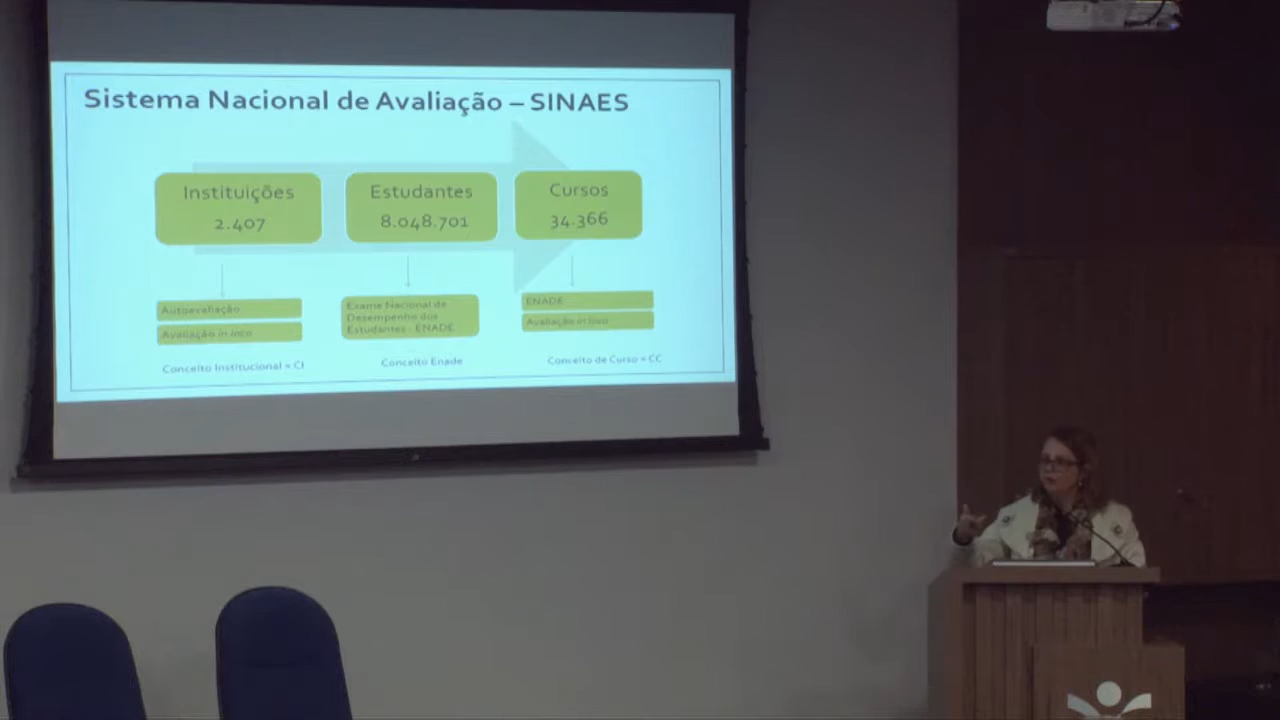 Sistema Nacional de Avaliação – SINAES
Instituições
2.407
Estudantes
8.048.701
Cursos
34.366
Autoavaliação
Avaliação in loco
Conceito Institucional = CI
Exame Nacional de
Desempenho dos
Estudantes - ENADE
Conceito Enade
ENADE
Avaliação in loco
Conceito de Curso = CC